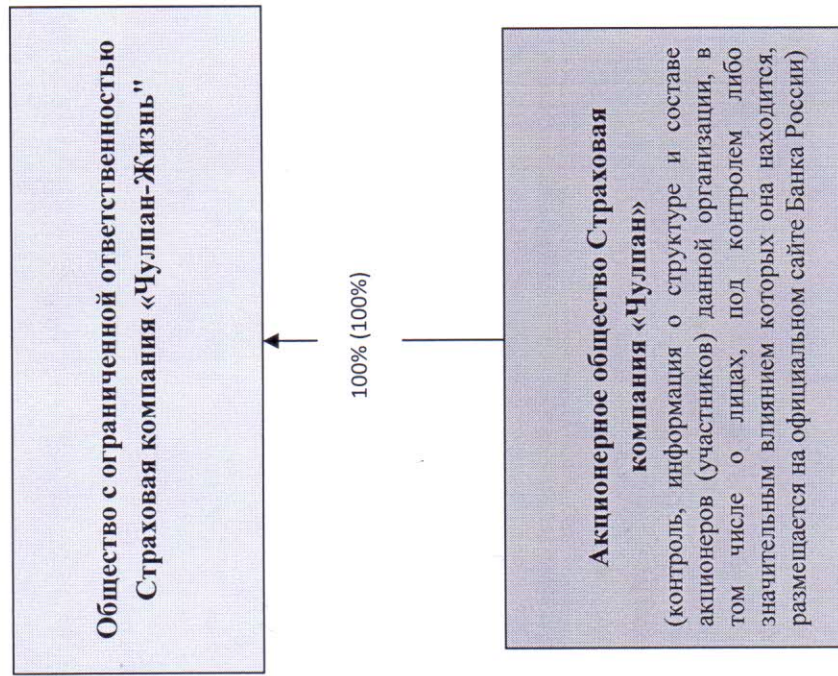 Общество с ограниченной ответственностью
Страховая компания «Чулпан-Жизнь"
100% (100%)
Акционерное общество Страховая
компания «Чулпан»
(контроль, информация о структуре и составе
акционеров (участников) данной организации, в
том числе о лицах, под контролем либо
значительным влиянием которых она находится,
размещается на официальном сайте Банка России)